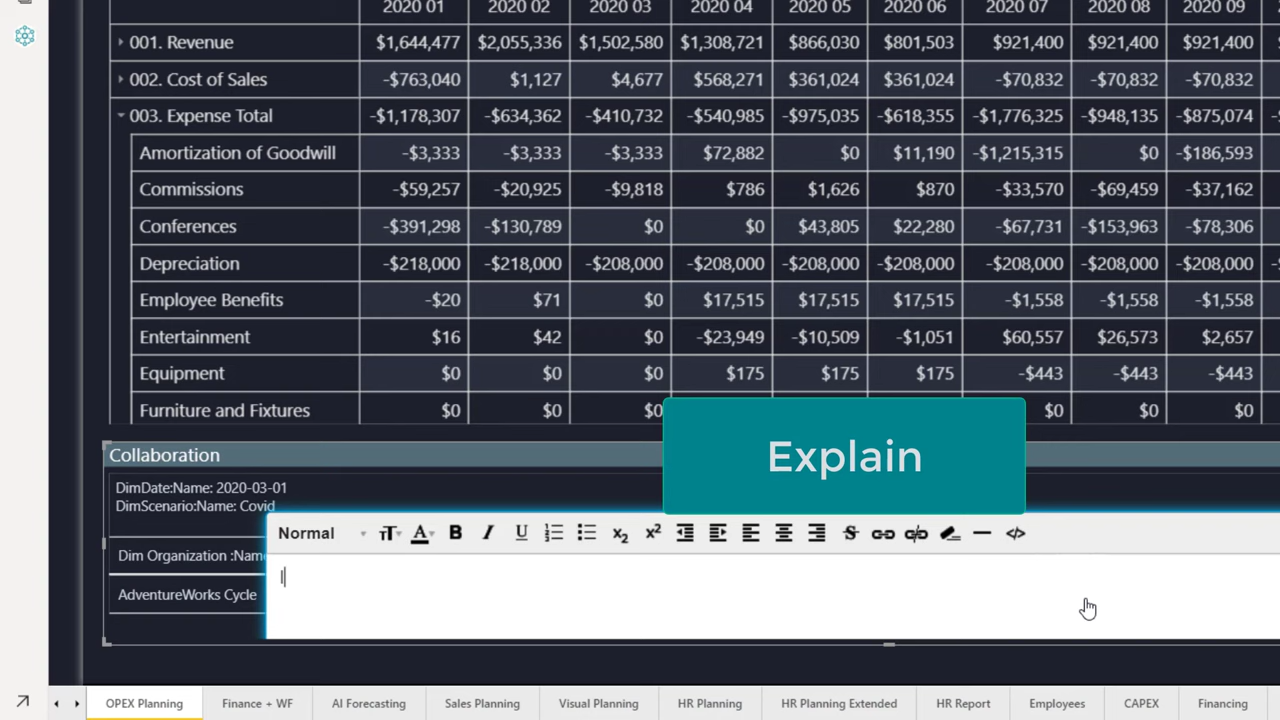 2020 01 2020 02 2020 03 2020 04 2020 05 2020 06 2020 07 2020 08 2020 09
001. Revenue $1,644,477 $2,055,336 $1,502,580 $1,308,721 $866,030 $801,503 $921,400 $921,400 $921,400
002. Cost of Sales -$763,040 $1,127 $4,677 $568,271 $361,024 $361,024 -$70,832 -$70,832 -$70,832
003. Expense Total -$1,178,307 -$634,362 -$410,732 -$540,985 -$975,035 -$618,355 -$1,776,325 -$948,135 -$875,074
Amortization of Goodwill -$3,333 -$3,333 -$3,333 $72,882 $0 $11,190 -$1,215,315 $0 -$186,593
Commissions -$59,257 -$20,925 -$9,818 $786 $1,626 $870 -$33,570 -$69,459 -$37,162
Conferences -$391,298 -$130,789 $0 $0 $43,805 $22,280 -$67,731 -$153,963 -$78,306
Depreciation -$218,000 -$218,000 -$208,000 -$208,000 -$208,000 -$208,000 -$208,000 -$208,000 -$208,000
Employee Benefits -$20 $71 $0 $17,515 $17,515 $17,515 -$1,558 -$1,558 -$1,558
Entertainment $16 $42 $0 -$23,949 -$10,509 -$1,051 $60,557 $26,573 $2,657
Equipment $0 $0 $0 $175 $175 $175 -$443 -$443 -$443
Furniture and Fixtures $0 $0 $0 $0 $0 $0
Explain
Collaboration
DimDate:Name: 2020-03-01
DimScenario:Name: Covid
Normal
Dim Organization :Name
I
AdventureWorks Cycle
OPEX Planning Finance + WF AI Forecasting Sales Planning Visual Planning HR Planning HR Planning Extended HR Report Employees CAPEX Financing